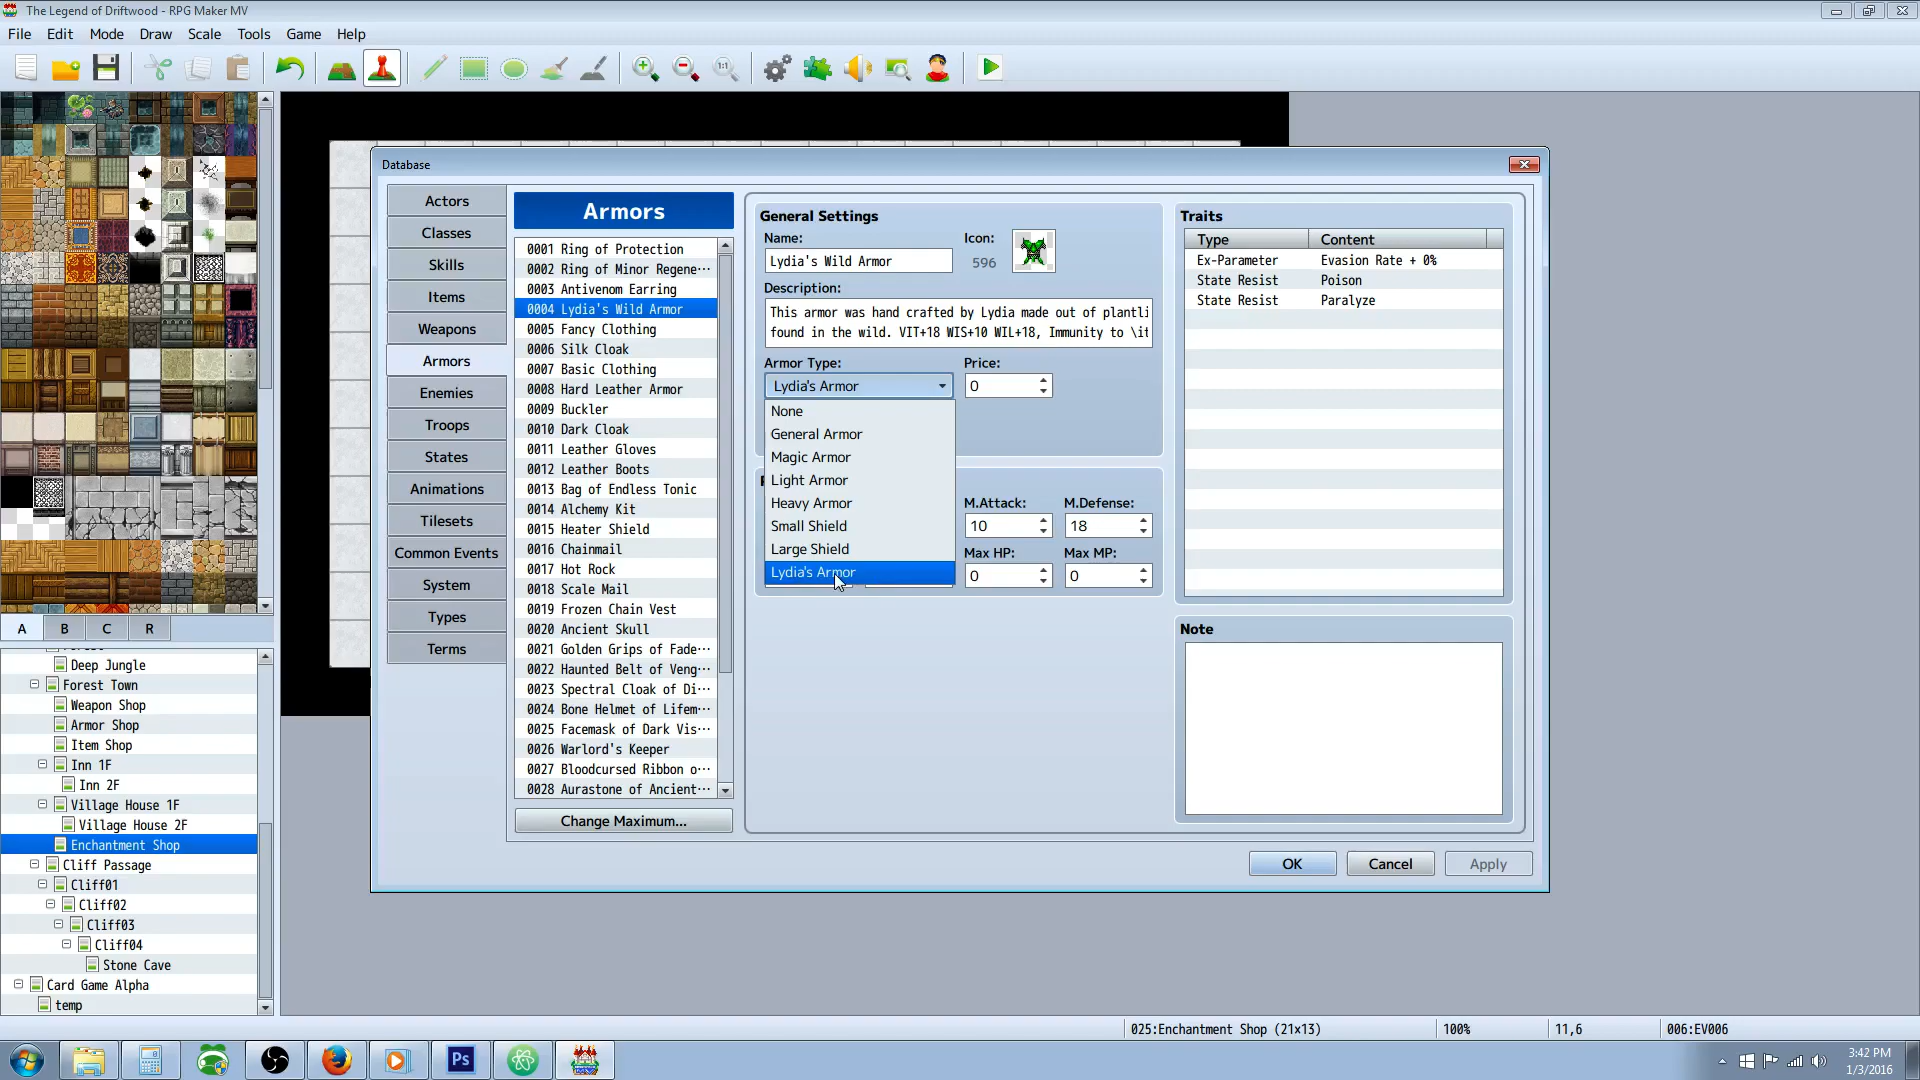 The Legend of Driftwood - RPG Maker MV
File Edit Mode Draw Scale Tools Game Help
1:1
A B C R
Deep Jungle
Forest Town
Weapon Shop
Armor Shop
Item Shop
Inn 1F
Inn 2F
Village House 1F
Village House 2F
Enchantment Shop
Cliff Passage
Cliff01
Cliff02
Cliff03
Cliff04
Stone Cave
Card Game Alpha
temp
Database
Actors
Classes
Skills
Items
Weapons
Armors
Enemies
Troops
States
Animations
Tilesets
Common Events
System
Types
Terms
Armors
0001 Ring of Protection
0002 Ring of Minor Regene···
0003 Antivenom Earring
0004 Lydia's Wild Armor
0005 Fancy Clothing
0006 Silk Cloak
0007 Basic Clothing
0008 Hard Leather Armor
0009 Buckler
0010 Dark Cloak
0011 Leather Gloves
0012 Leather Boots
0013 Bag of Endless Tonic
0014 Alchemy Kit
0015 Heater Shield
0016 Chainmail
0017 Hot Rock
0018 Scale Mail
0019 Frozen Chain Vest
0020 Ancient Skull
0021 Golden Grips of Fade···
0022 Haunted Belt of Veng···
0023 Spectral Cloak of Di···
0024 Bone Helmet of Lifem···
0025 Facemask of Dark Vis···
0026 Warlord's Keeper
0027 Bloodcursed Ribbon o···
0028 Aurastone of Ancient···
Change Maximum...
General Settings
Name: Icon:
Lydia's Wild Armor 596
Description:
This armor was hand crafted by Lydia made out of plantli
found in the wild. VIT+18 WIS+10 WIL+18, Immunity to \it
Armor Type: Price:
Lydia's Armor 0
None
General Armor
Magic Armor
Light Armor
Heavy Armor
Small Shield
Large Shield
Lydia's Armor
M.Attack: M.Defense:
10 18
Max HP: Max MP:
0 0
Traits
Type Content
Ex-Parameter Evasion Rate + 0%
State Resist Poison
State Resist Paralyze
Note
OK Cancel Apply
025:Enchantment Shop (21x13) 100% 11,6 006:EV006
Ps
3:42 PM
1/3/2016